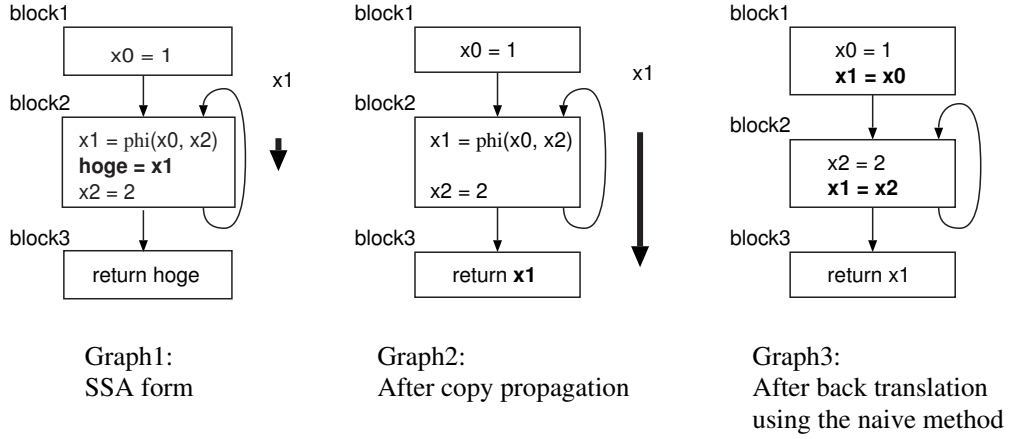 block1
x0 = 1
x1
block2
x1 = phi(x0, x2)
hoge = x1
x2 = 2
block3
return hoge
Graph1:
SSA form
block1
x0 = 1
x1
block2
x1 = phi(x0, x2)
x2 = 2
block3
return x1
Graph2:
After copy propagation
block1
x0 = 1
x1 = x0
block2
x2 = 2
x1 = x2
block3
return x1
Graph3:
After back translation
using the naive method